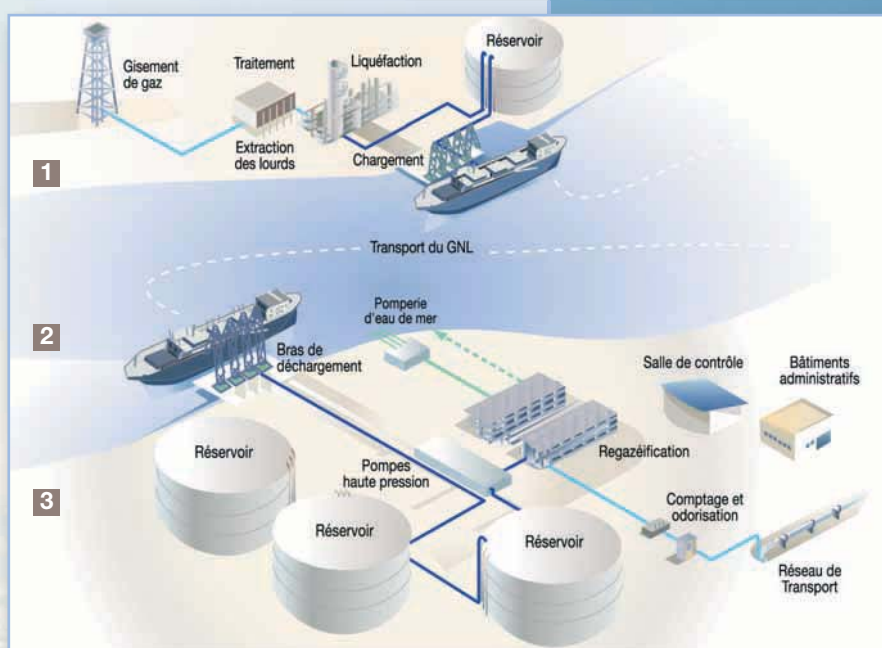 Gisement
de gaz
Traitement
Liquéfaction
Réservoir
Extraction
des lourds
Chargement
1
Transport du GNL
2
Pomperie
d'eau de mer
Bras de
déchargement
Salle de contrôle
Bâtiments
administratifs
Réservoir
Pompes
haute pression
Regazéification
3
Réservoir
Réservoir
Comptage et
odorisation
Réseau de
Transport